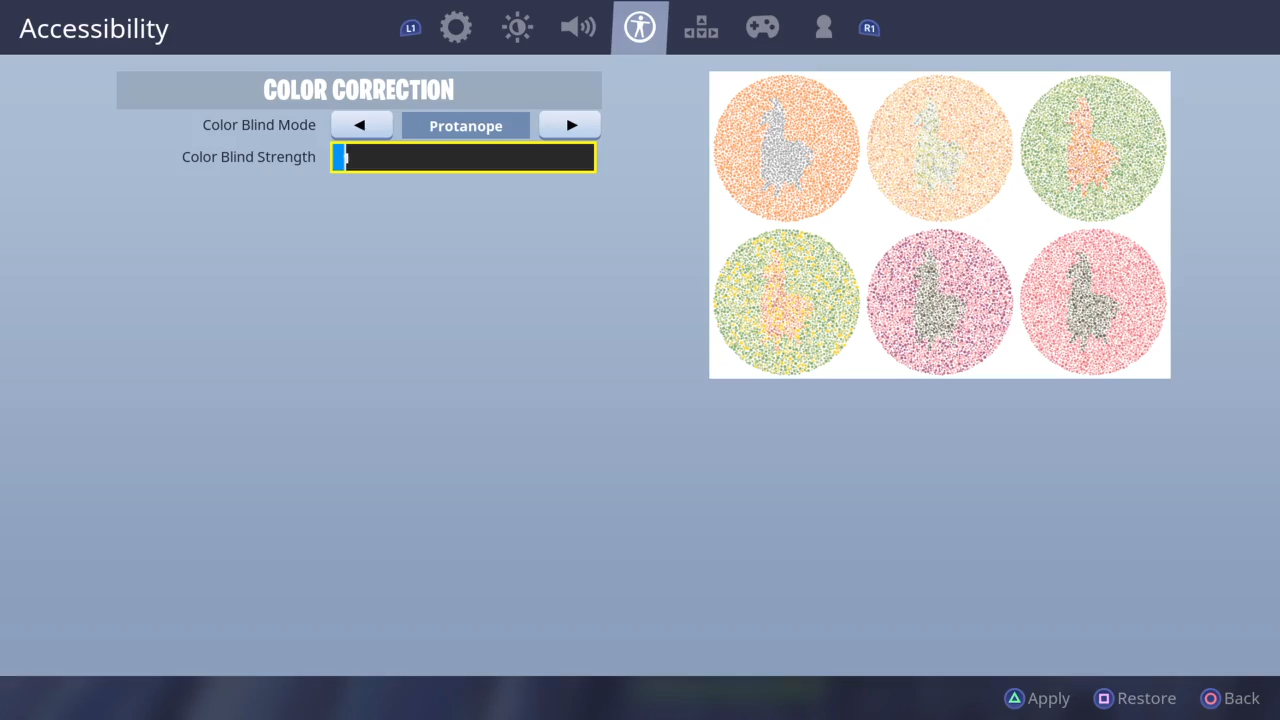 Accessibility
L1
R1
COLOR CORRECTION
Color Blind Mode
Protanope
Color Blind Strength
Apply
Restore
Back